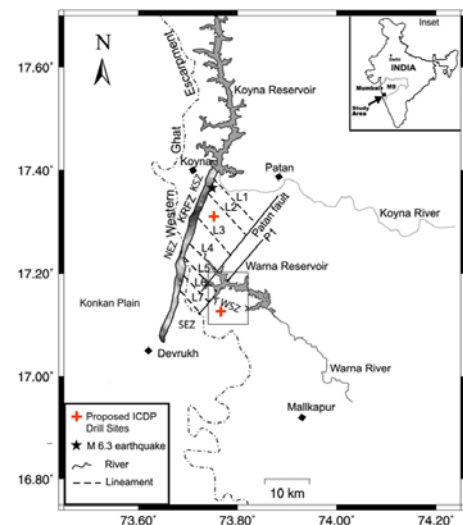 Inset
N
Delhi
INDIA
Mumbai
MS
Study
Area
17.60
17.40
17.20
17.00
16.80
73.60
73.80
74.00
74.20
Escarpment
Ghat
Western
Koyna Reservoir
Koyna
KSZ
Patan
KRFZ
NEZ
L1
L2
L3
L4
L5
L6
L7
Patan fault
P1
Koyna River
Warna Reservoir
WSZ
SEZ
Konkan Plain
Devrukh
Warna River
Mallkapur
Proposed ICDP
Drill Sites
M 6.3 earthquake
River
Lineament
10 km